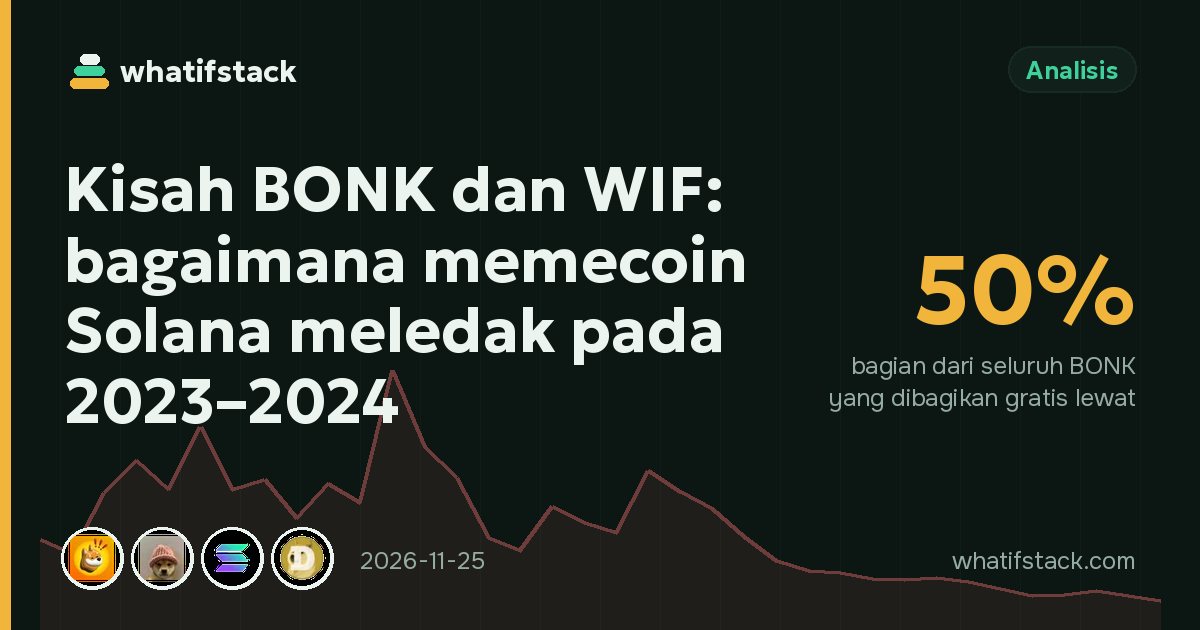 whatifstack
Analisis
Kisah BONK dan WIF:
bagaimana memecoin
Solana meledak pada
2023–2024
50%
bagian dari seluruh BONK
yang dibagikan gratis lewat
2026-11-25
whatifstack.com